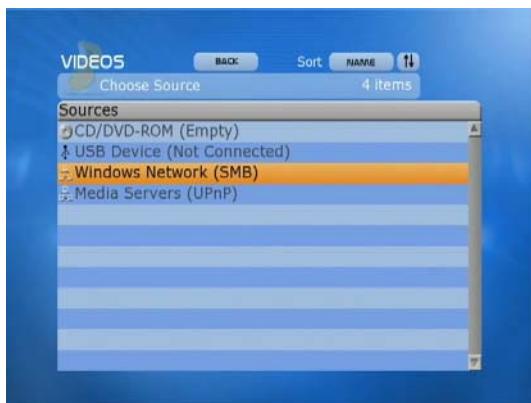 VIDEOS BACK Sort NAME
Choose Source 4 items
Sources
CD/DVD-ROM (Empty)
USB Device (Not Connected)
Windows Network (SMB)
Media Servers (UPnP)